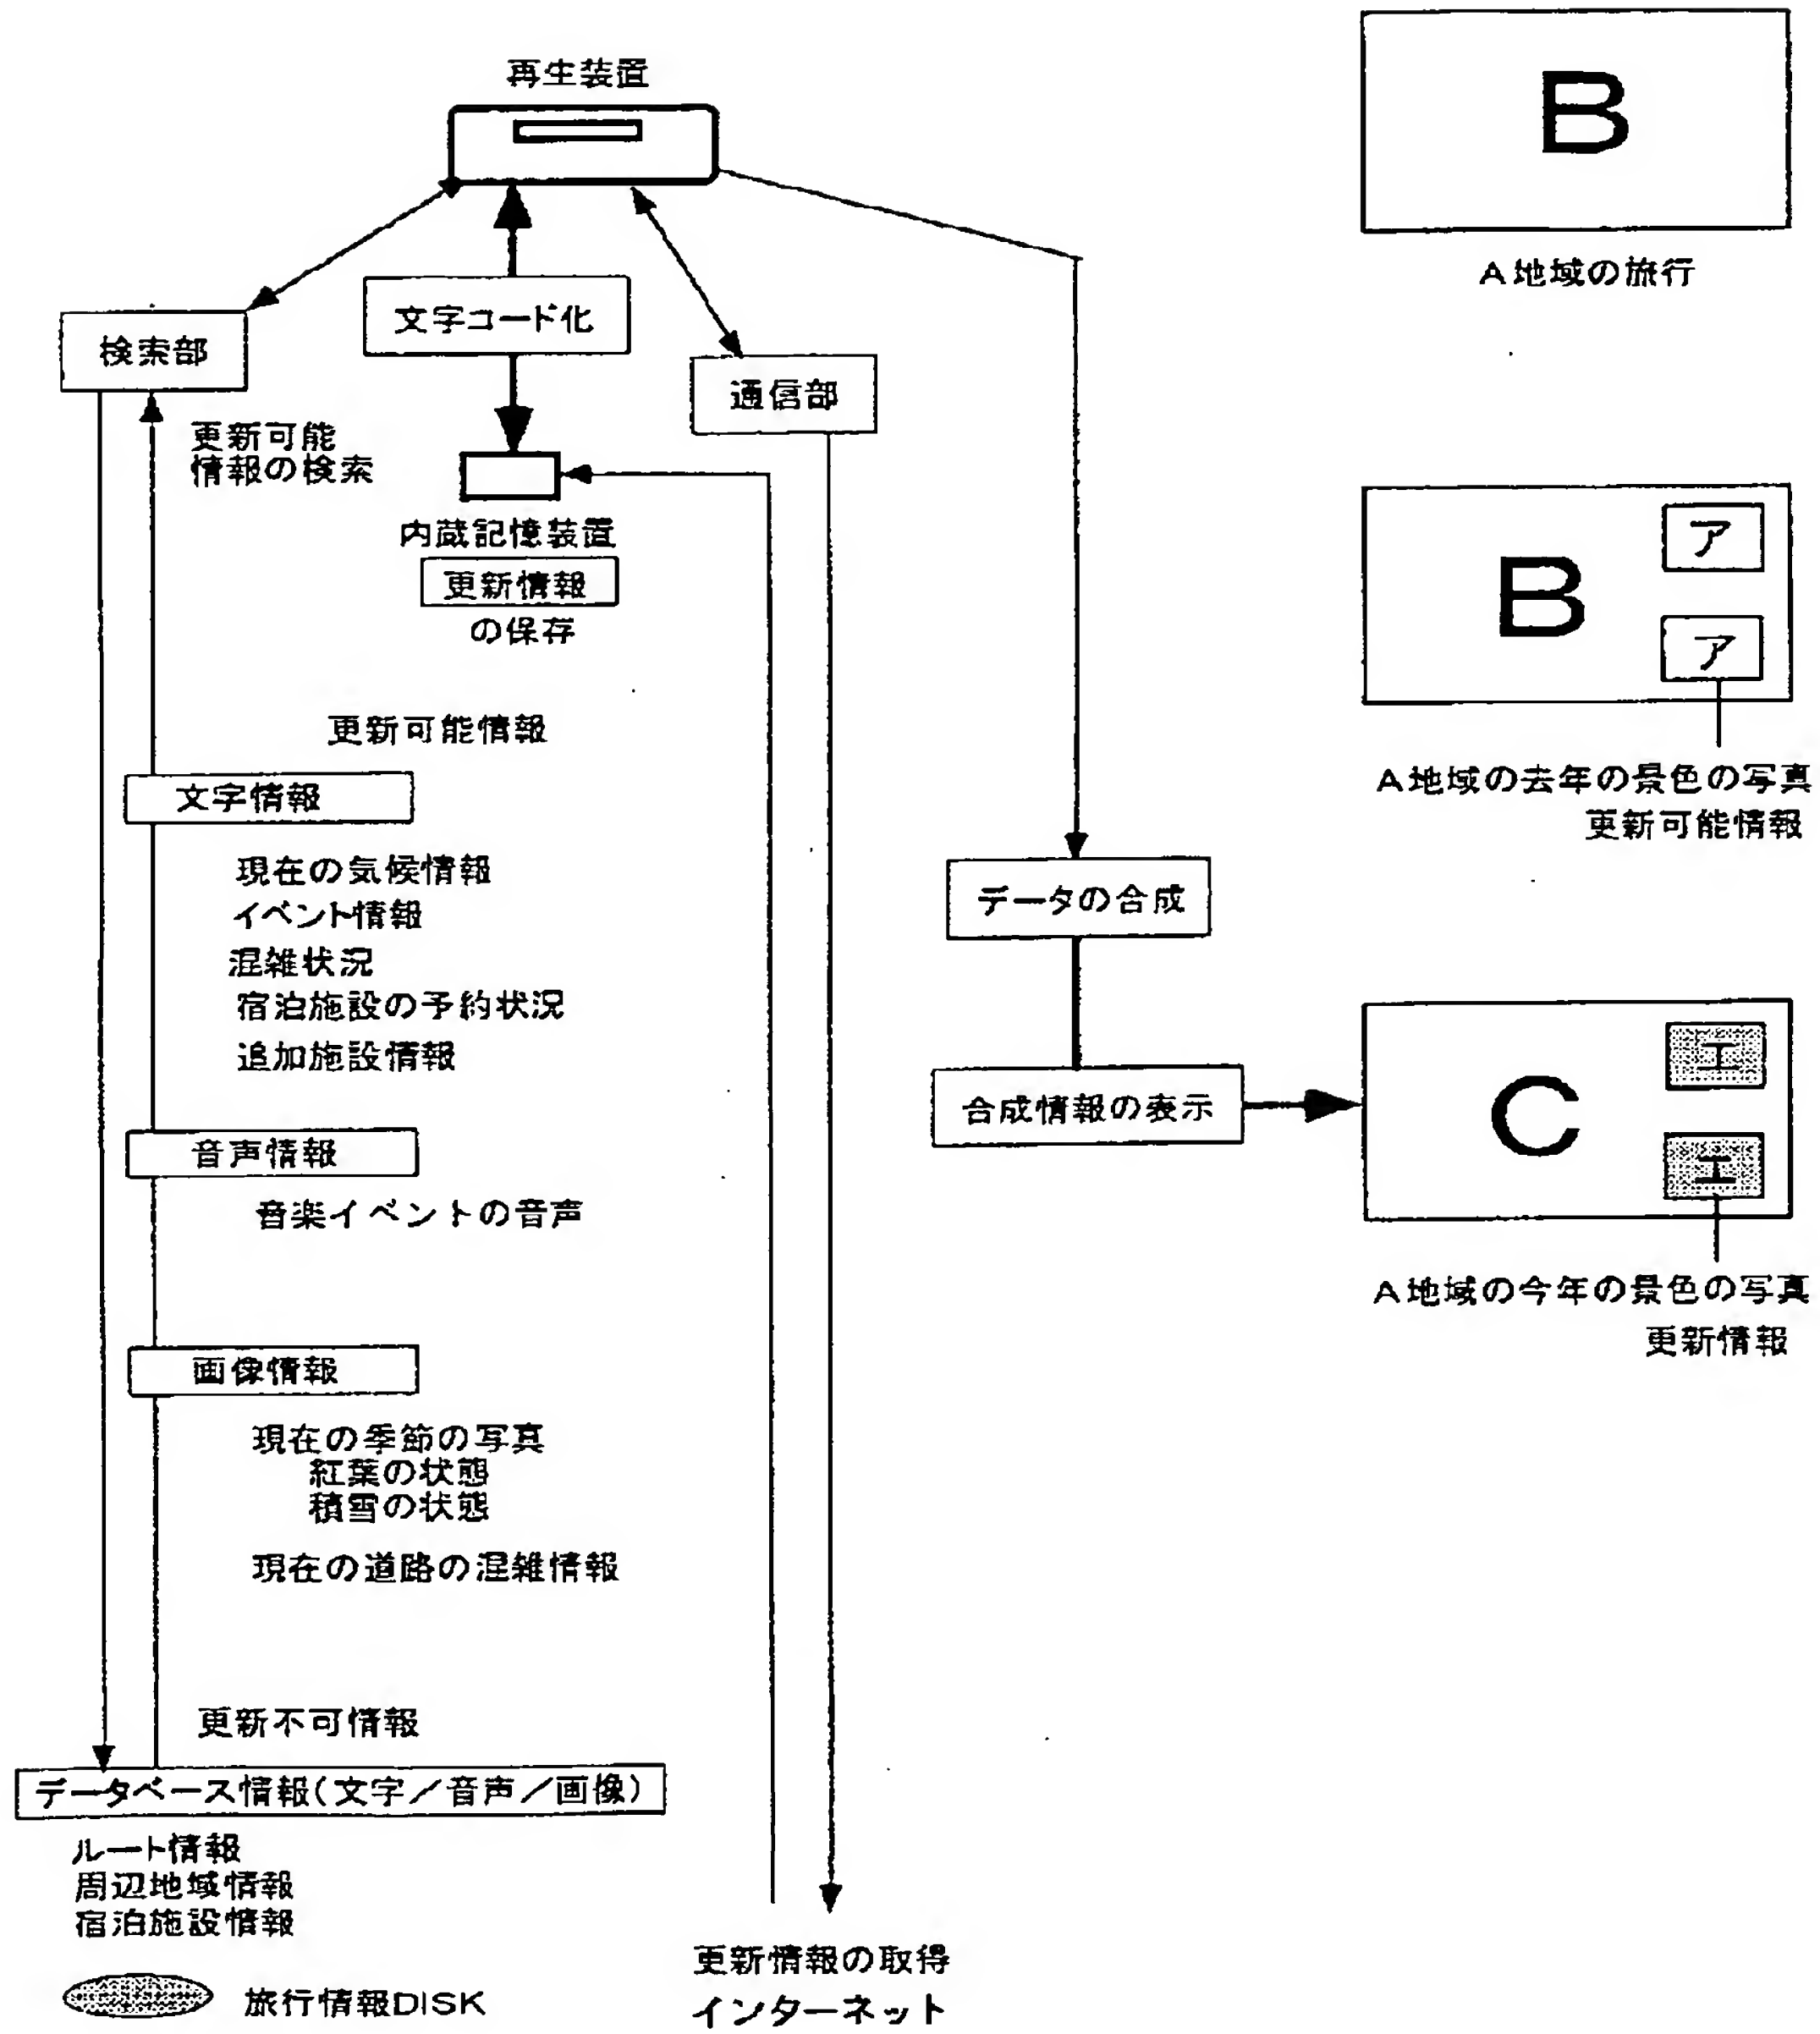 再生装置
B
A地域の旅行
検索部
文字コード化
通信部
更新可能
情報の検索
内蔵記憶装置
更新情報
の保存
B
ア
ア
A地域の去年の景色の写真
更新可能情報
更新可能情報
文字情報
現在の気候情報
イベント情報
混雑状況
宿泊施設の予約状況
追加施設情報
データの合成
合成情報の表示
C
エ
エ
A地域の今年の景色の写真
更新情報
音声情報
音楽イベントの音声
画像情報
現在の季節の写真
紅葉の状態
積雪の状態
現在の道路の混雑情報
更新不可情報
データベース情報(文字/音声/画像)
ルート情報
周辺地域情報
宿泊施設情報
旅行情報DISK
更新情報の取得
インターネット